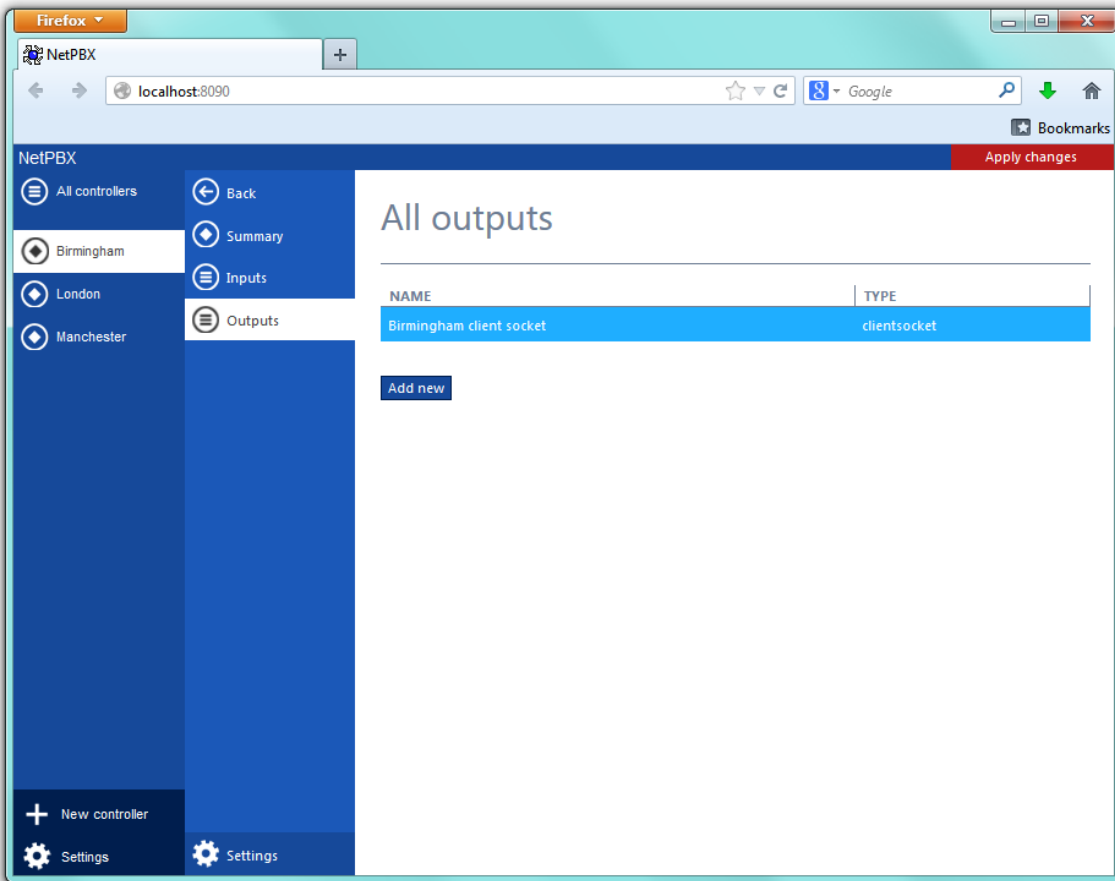 Firefox
NetPBX
localhost:8090
Google
Bookmarks
NetPBX
Apply changes
All controllers
Birmingham
London
Manchester
New controller
Settings
Back
Summary
Inputs
Outputs
Settings
All outputs
NAME TYPE
Birmingham client socket clientsocket
Add new